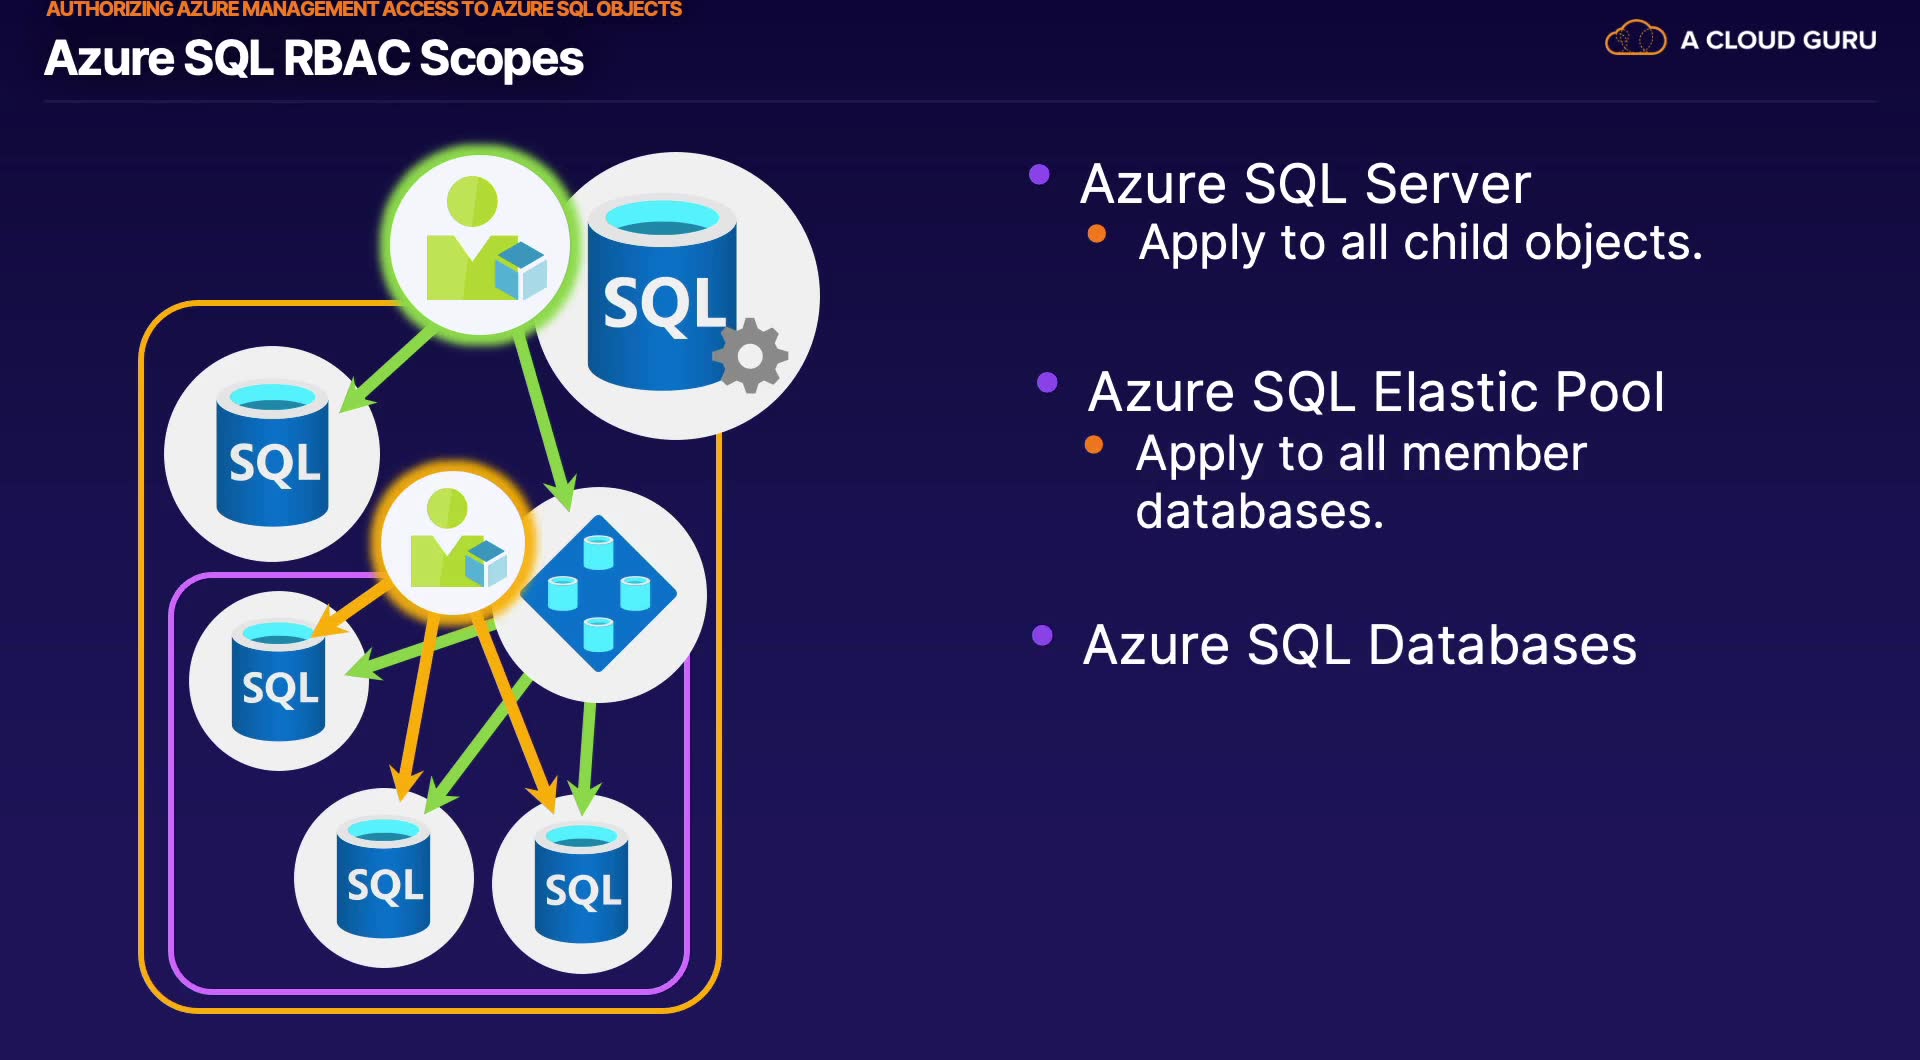 AUTHORIZING AZURE MANAGEMENT ACCESS TO AZURE SQL OBJECTS
Azure SQL RBAC Scopes
A CLOUD GURU
SQL
SQL
SQL
SQL
SQL
Azure SQL Server
Apply to all child objects.
Azure SQL Elastic Pool
Apply to all member
databases.
Azure SQL Databases